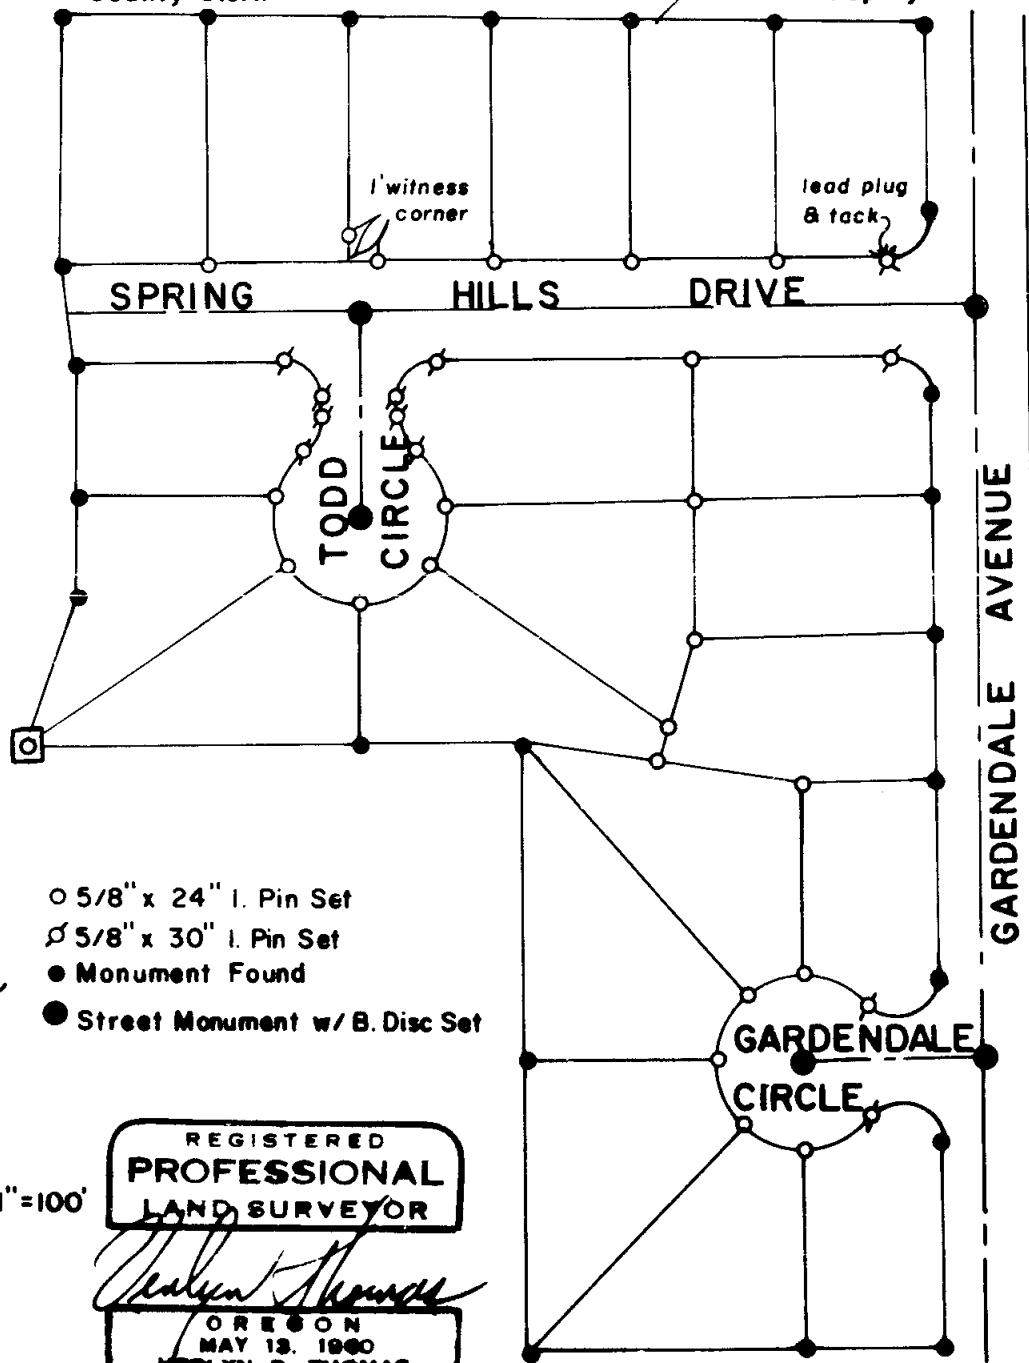 1' witness
corner
lead plug
& tack
SPRING HILLS DRIVE
TODD
CIRCLE
GARDENDALE AVENUE
○ 5/8" x 24" I. Pin Set
5/8" x 30" I. Pin Set
● Monument Found
● Street Monument w/ B. Disc Set
GARDENDALE
CIRCLE
1"=100'
REGISTERED
PROFESSIONAL
LAND SURVEYOR
OREGON
MAY 13, 1960
THOMAS